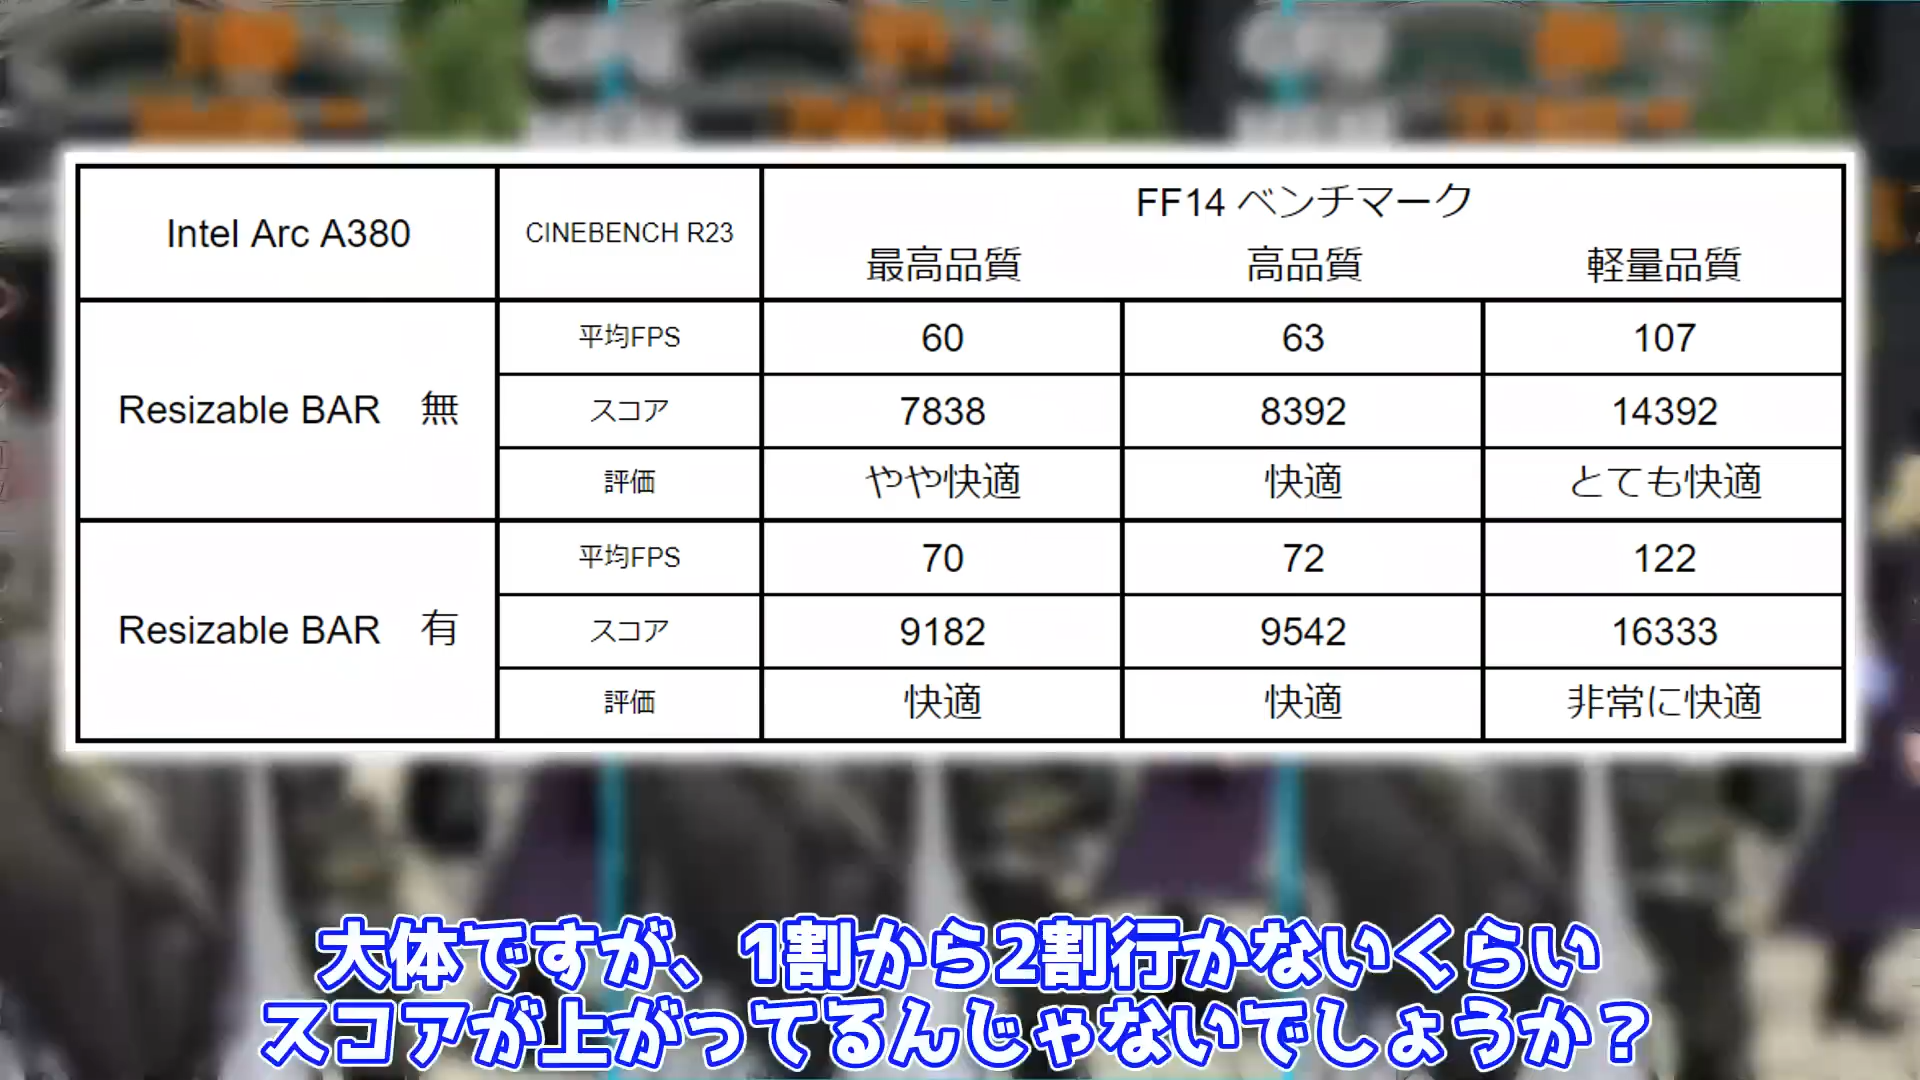 Intel Arc A380 CINEBENCH R23 FF14 ベンチマーク
最高品質 高品質 軽量品質
Resizable BAR 無 平均FPS 60 63 107
スコア 7838 8392 14392
評価 やや快適 快適 とても快適
Resizable BAR 有 平均FPS 70 72 122
スコア 9182 9542 16333
評価 快適 快適 非常に快適
大体ですが、1割から2割行かないくらい
スコアが上がってるんじゃないでしょうか?